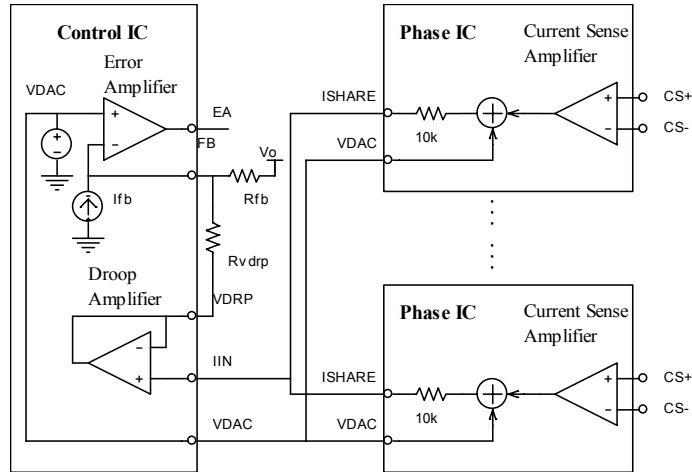 Control IC
Error
Amplifier
VDAC
+
-
+
-
EA
FB
Vo
Ifb
Rfb
Rvdrp
Droop
Amplifier
VDRP
-
+
IIN
VDAC
Phase IC
Current Sense
Amplifier
ISHARE
10k
VDAC
+
-
CS+
CS-
Phase IC
Current Sense
Amplifier
ISHARE
10k
VDAC
+
-
CS+
CS-